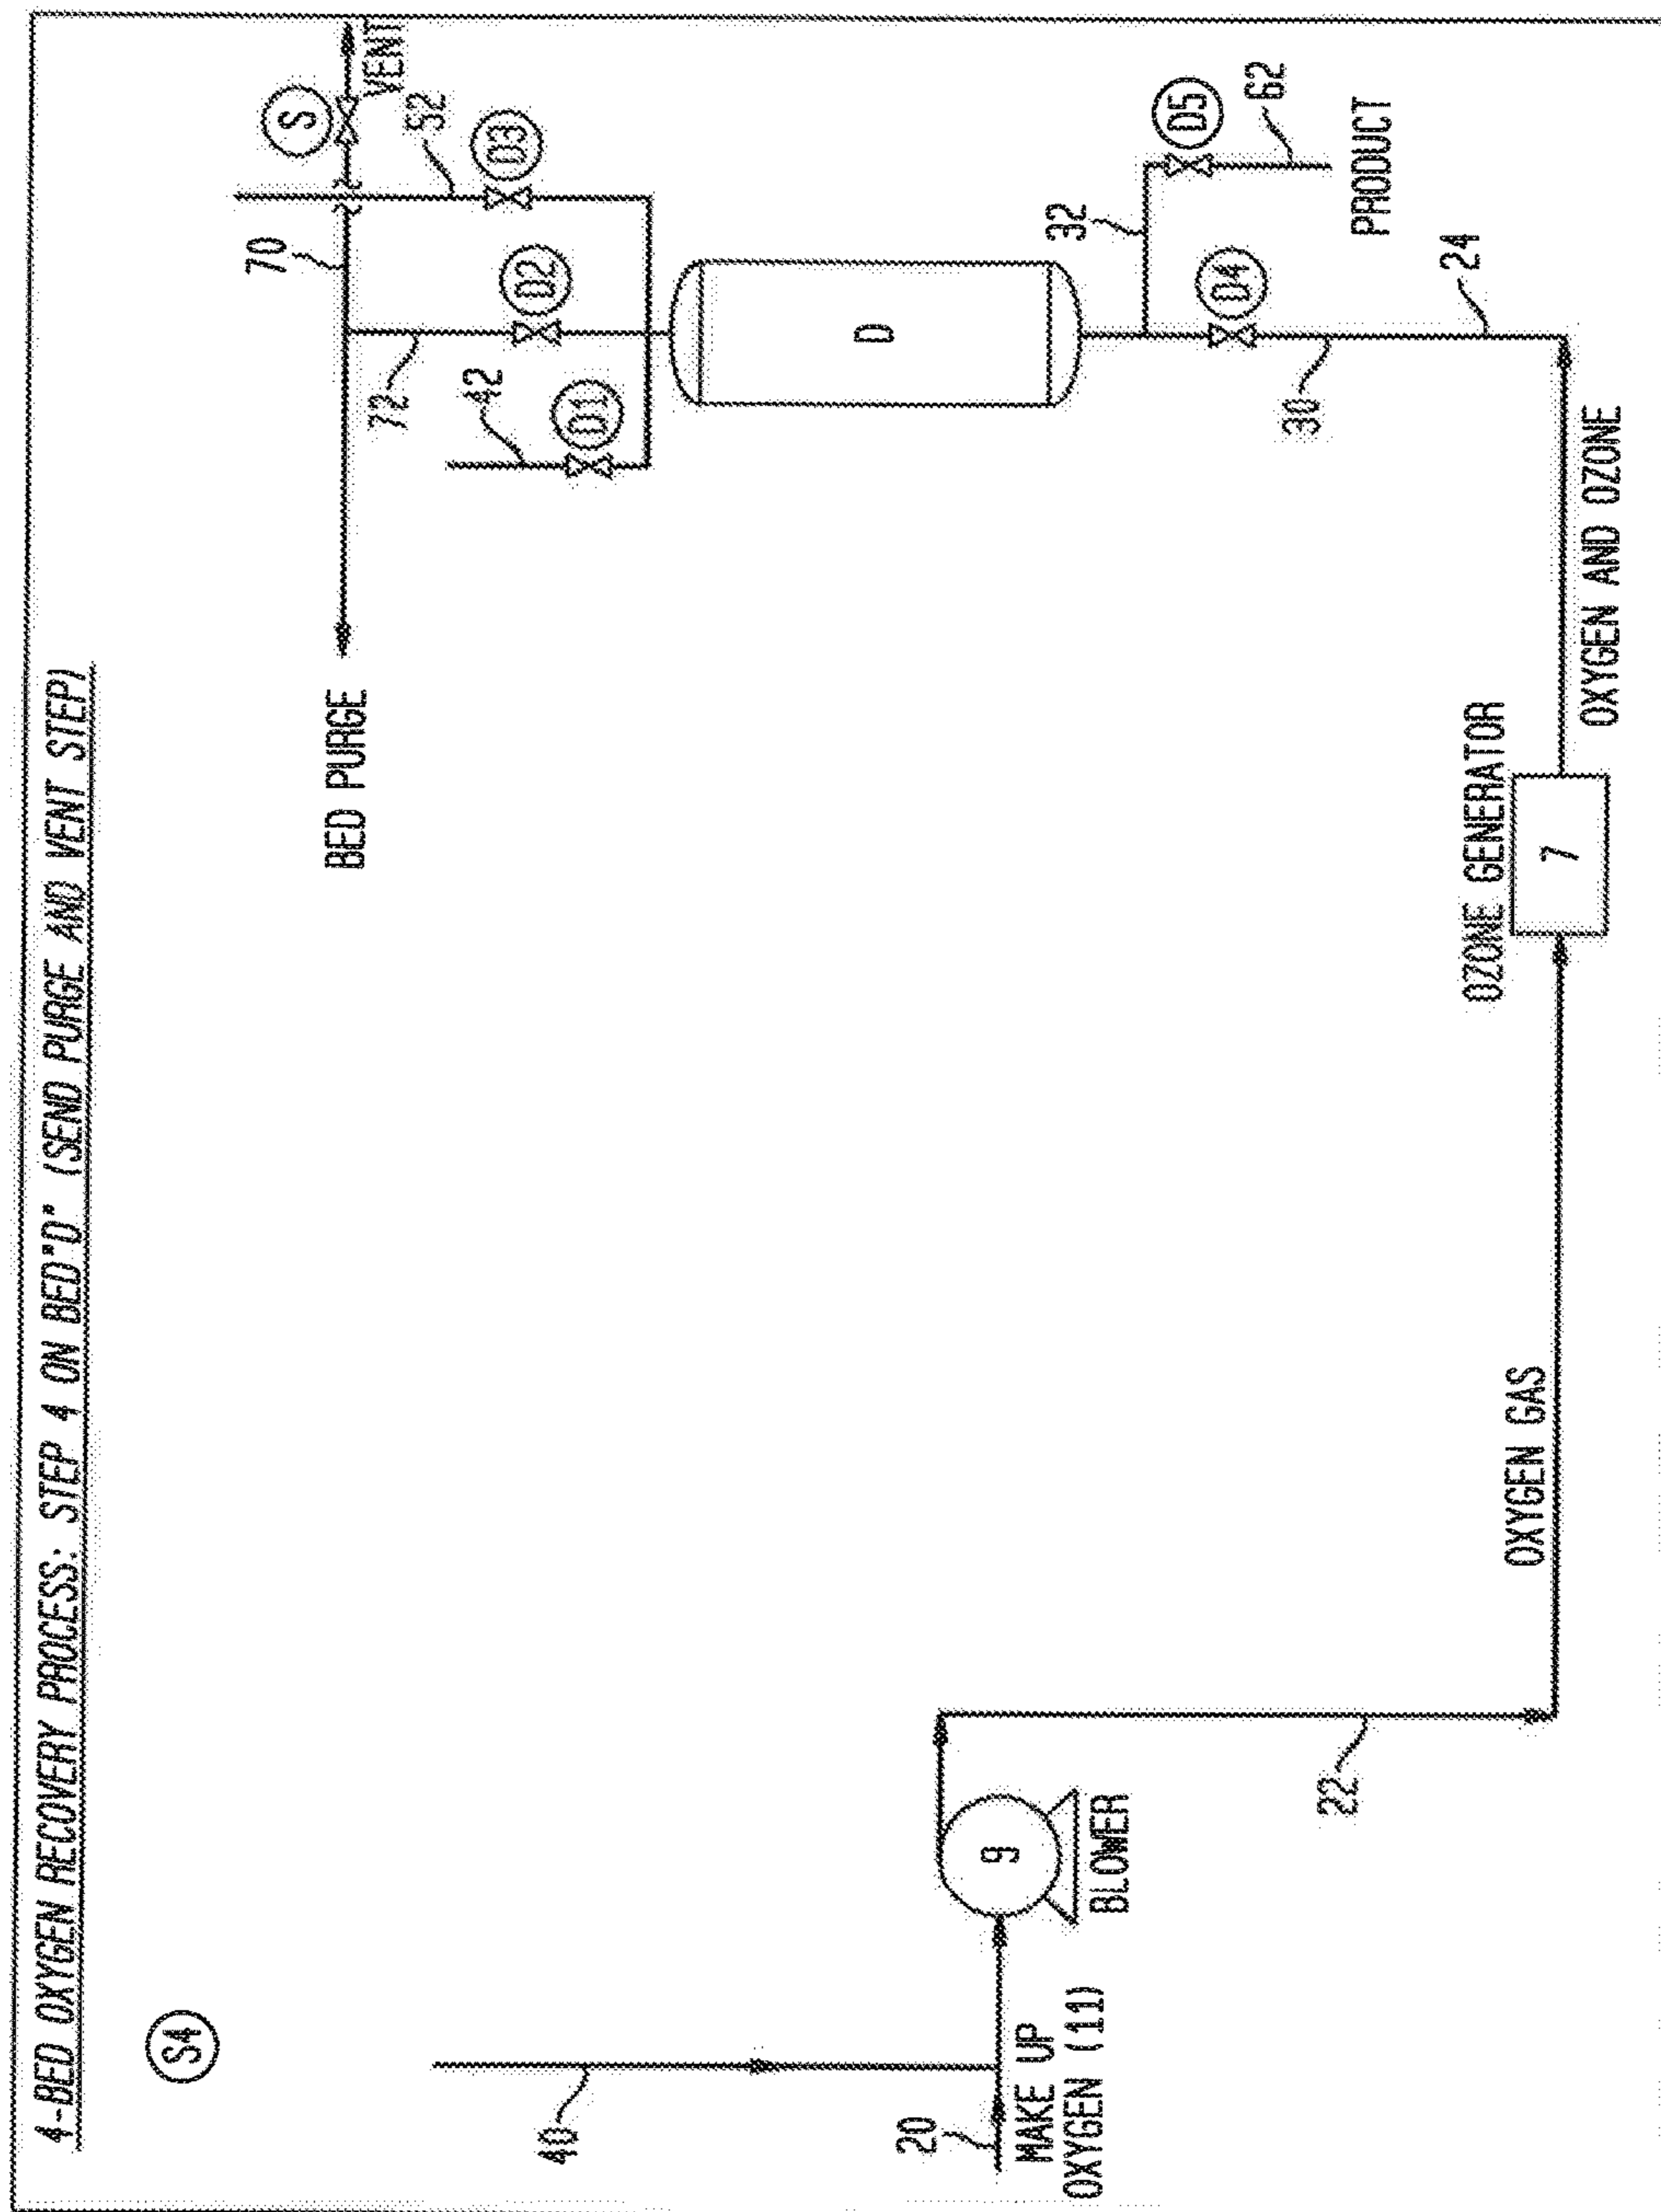 4-BED OXYGEN RECOVERY PROCESS: STEP 4 ON BED "D" (SEND PURGE AND VENT STEP)
S4
S
VENT
70
52
D3
D2
72
42
D1
BED PURGE
D
40
20
MAKE UP
OXYGEN (11)
9
BLOWER
22
OXYGEN GAS
OZONE GENERATOR
7
OXYGEN AND OZONE
32
D5
62
PRODUCT
D4
30
24